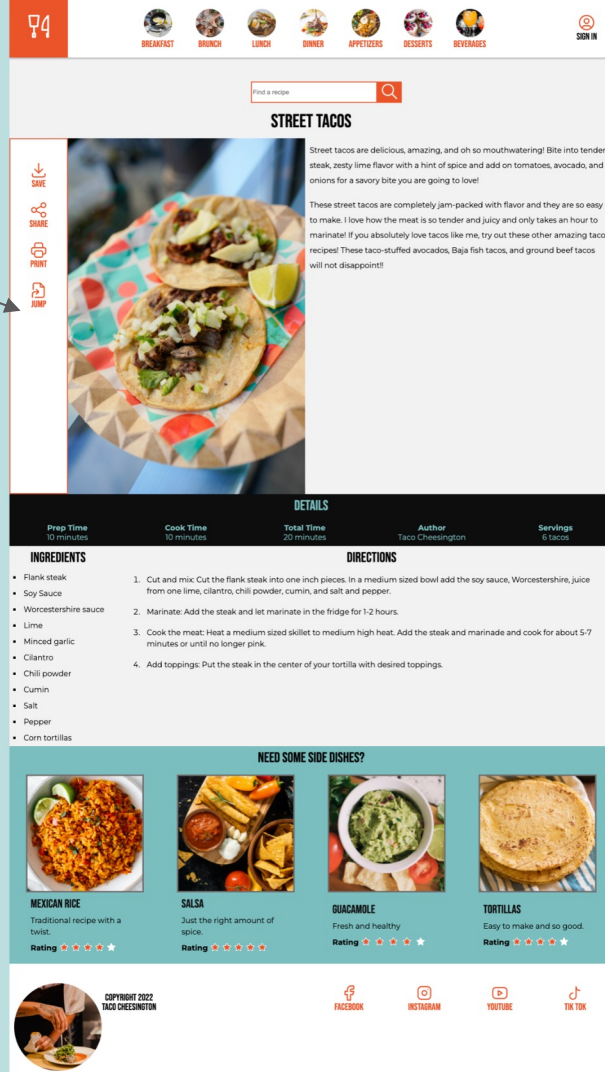 BREAKFAST
BRUNCH
LUNCH
DINNER
APPETIZERS
DESSERTS
BEVERAGES
SIGN IN
Find a recipe
STREET TACOS
SAVE
SHARE
PRINT
JUMP
Street tacos are delicious, amazing, and oh so mouthwatering! Bite into tender
steak, zesty lime flavor with a hint of spice and add on tomatoes, avocado, and
onions for a savory bite you are going to love!
These street tacos are completely jam-packed with flavor and they are so easy
to make. I love how the meat is so tender and juicy and only takes an hour to
marinate! If you absolutely love tacos like me, try out these other amazing taco
recipes! These taco-stuffed avocados, Baja fish tacos, and ground beef tacos
will not disappoint!!
DETAILS
Prep Time
10 minutes
Cook Time
10 minutes
Total Time
20 minutes
Author
Taco Cheesington
Servings
6 tacos
INGREDIENTS
Flank steak
Soy Sauce
Worcestershire sauce
Lime
Minced garlic
Cilantro
Chili powder
Cumin
Salt
Pepper
Corn tortillas
DIRECTIONS
1. Cut and mix: Cut the flank steak into one inch pieces. In a medium sized bowl add the soy sauce, Worcestershire, juice
from one lime, cilantro, chili powder, cumin, and salt and pepper.
2. Marinate: Add the steak and let marinate in the fridge for 1-2 hours.
3. Cook the meat: Heat a medium sized skillet to medium high heat. Add the steak and marinade and cook for about 5-7
minutes or until no longer pink.
4. Add toppings: Put the steak in the center of your tortilla with desired toppings.
NEED SOME SIDE DISHES?
MEXICAN RICE
Traditional recipe with a
twist.
Rating
SALSA
Just the right amount of
spice.
Rating
GUACAMOLE
Fresh and healthy
Rating
TORTILLAS
Easy to make and so good.
Rating
COPYRIGHT 2022
TACO CHEESINGTON
FACEBOOK
INSTAGRAM
YOUTUBE
TIK TOK